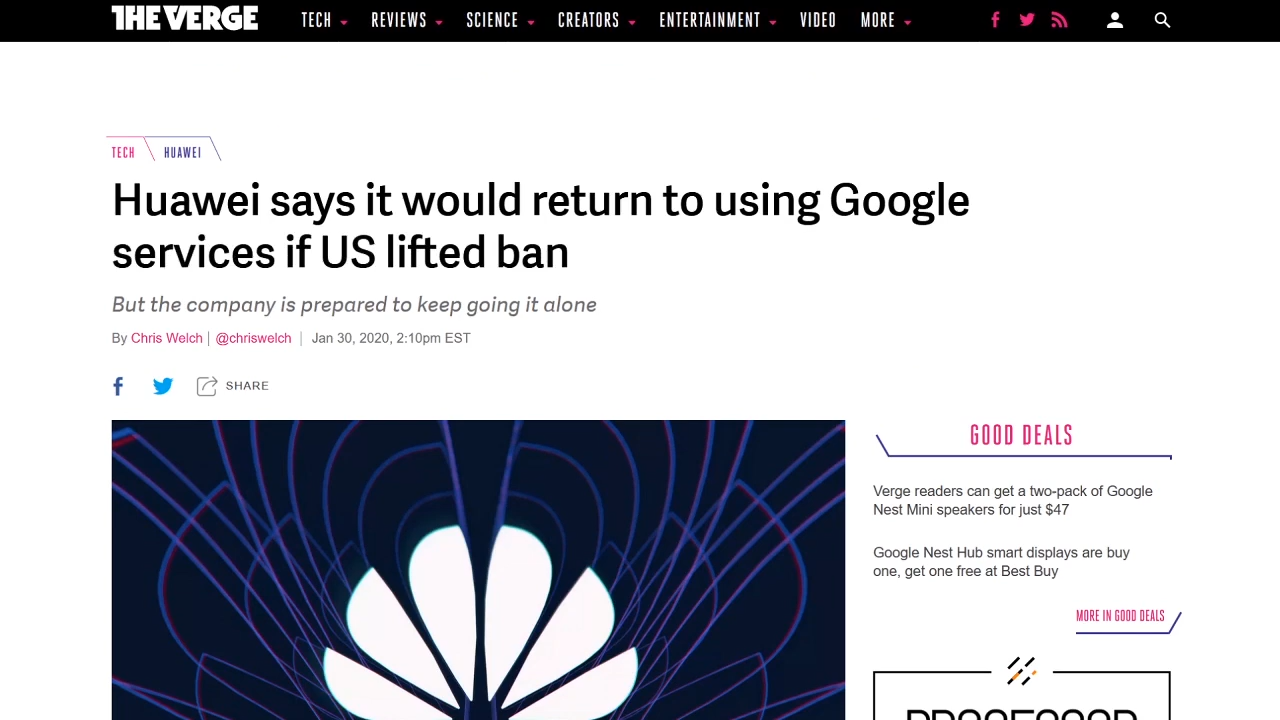 THE VERGE
TECH REVIEWS SCIENCE CREATORS ENTERTAINMENT VIDEO MORE
TECH HUAWEI
Huawei says it would return to using Google
services if US lifted ban
But the company is prepared to keep going it alone
By Chris Welch | @chriswelch | Jan 30, 2020, 2:10pm EST
SHARE
GOOD DEALS
Verge readers can get a two-pack of Google
Nest Mini speakers for just $47
Google Nest Hub smart displays are buy
one, get one free at Best Buy
MORE IN GOOD DEALS